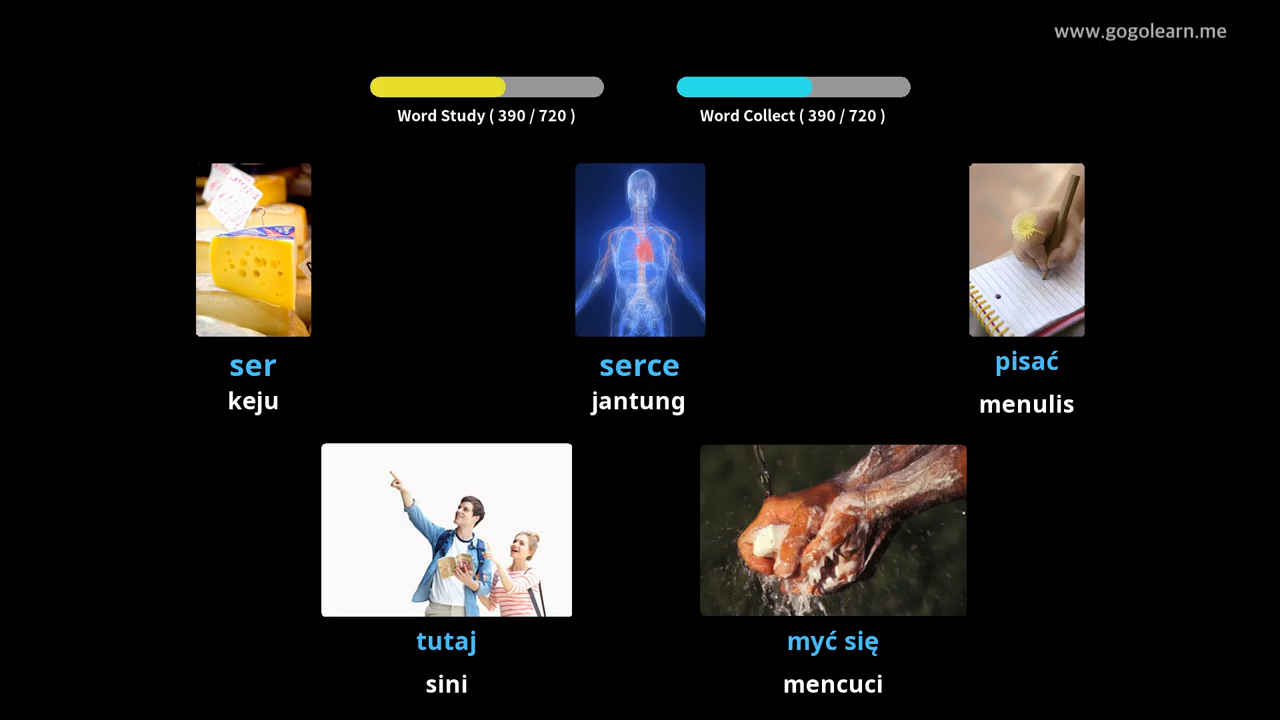 www.gogolearn.me
Word Study ( 390 / 720 )
Word Collect ( 390 / 720 )
ser
keju
serce
jantung
pisać
menulis
tutaj
sini
myć się
mencuci